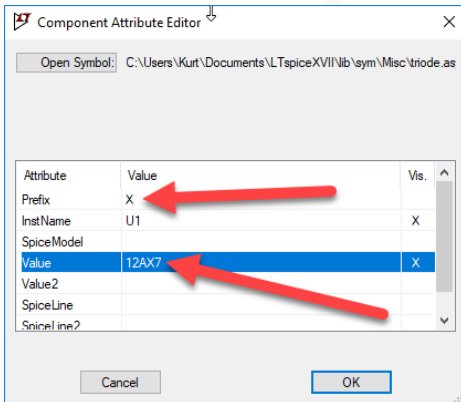 Component Attribute Editor
Open Symbol: C:\Users\Kurt\Documents\LTspiceXVII\lib\sym\Misc\triode.as
Attribute Value Vis.
Prefix X
InstName U1 X
SpiceModel
Value 12AX7 X
Value2
SpiceLine
SpiceLine2
Cancel OK